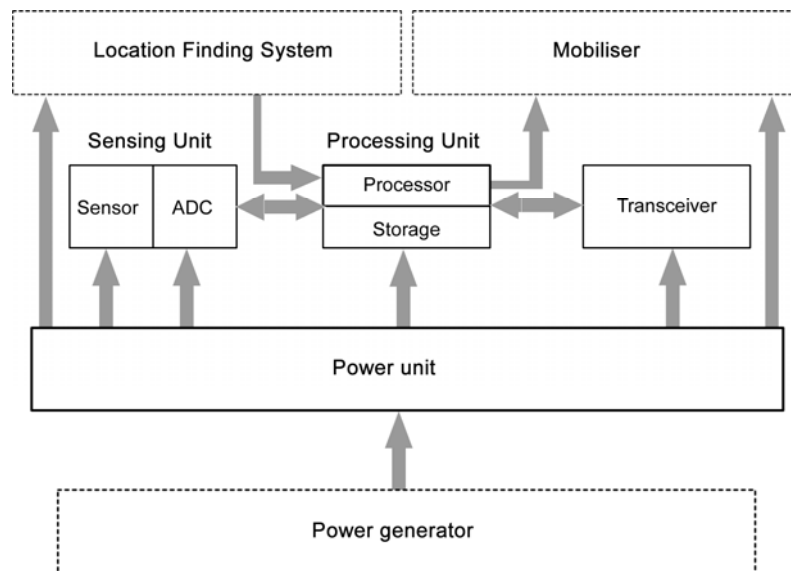 Location Finding System
Mobiliser
Sensing Unit
Processing Unit
Sensor
ADC
Processor
Storage
Transceiver
Power unit
Power generator